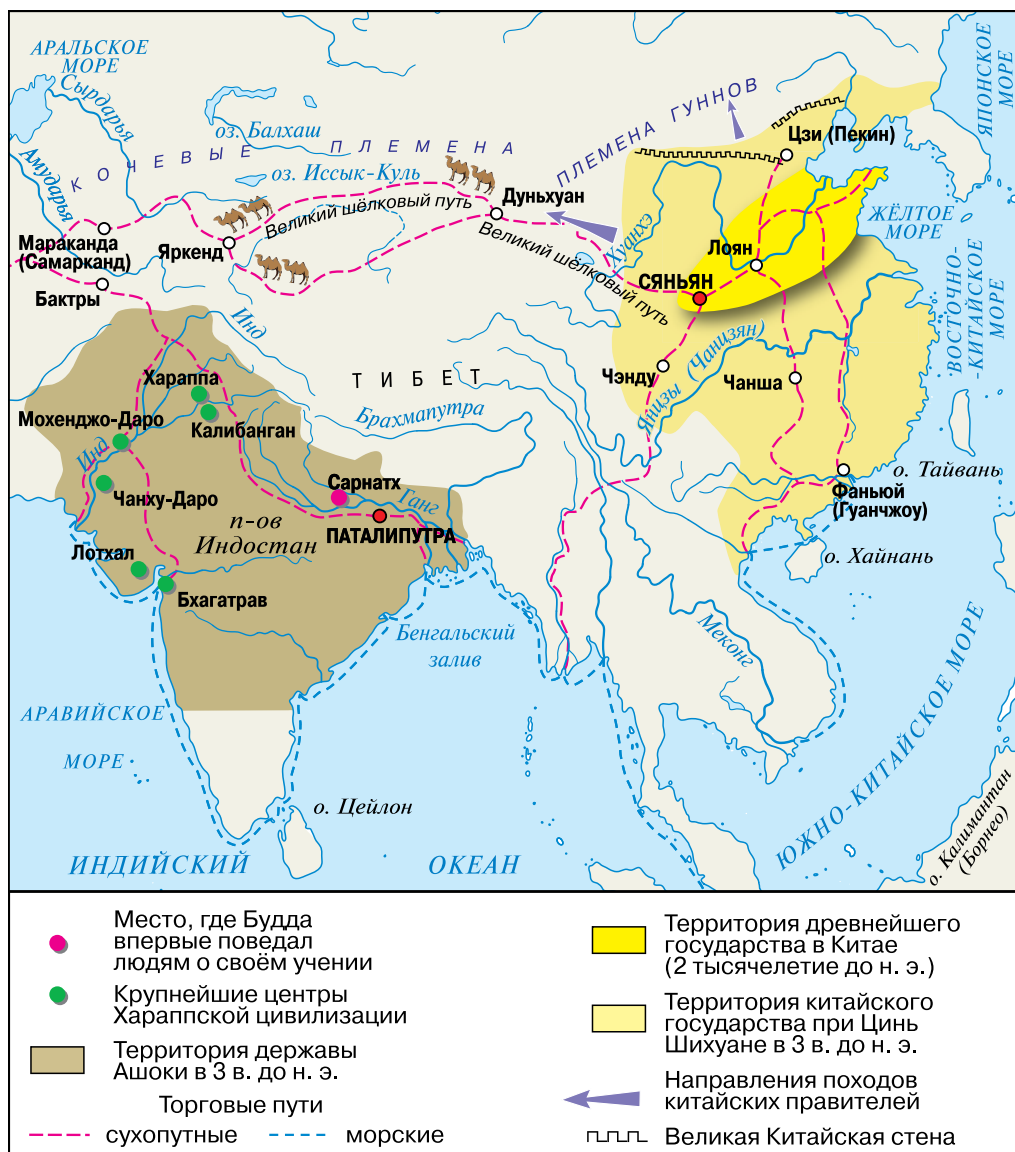 АРАЛЬСКОЕ
МОРЕ
Сырдарья
Амударья
оз. Балхаш
КОЧЕВЫЕ ПЛЕМЕНА
оз. Иссык-Куль
ПЛЕМЕНА ГУННОВ
Цзи (Пекин)
ЯПОНСКОЕ
МОРЕ
Дуньхуан
Великий шёлковый путь
Великий шёлковый путь
Мараканда
(Самарканд)
Яркенд
Бактры
Хуанхэ
Лоян
СЯНЬЯН
ЖЁЛТОЕ
МОРЕ
ВОСТОЧНО-
КИТАЙСКОЕ
МОРЕ
Инд
ТИБЕТ
Чэнду
Янцзы (Чанцзян)
Чанша
Хараппа
Мохенджо-Даро
Калибанган
Брахмапутра
Инд
Чанху-Даро
Сарнатх
Ганг
п-ов
Индостан
ПАТАЛИПУТРА
о. Тайвань
Фаньюй
(Гуанчжоу)
Лотхал
Бхагатрав
о. Хайнань
Бенгальский
залив
Меконг
АРАВИЙСКОЕ
МОРЕ
о. Цейлон
ЮЖНО-КИТАЙСКОЕ МОРЕ
о. Калимантан
(Борнео)
ИНДИЙСКИЙ ОКЕАН
Место, где Будда
впервые поведал
людям о своём учении
Крупнейшие центры
Хараппской цивилизации
Территория державы
Ашоки в 3 в. до н. э.
Торговые пути
сухопутные
морские
Территория древнейшего
государства в Китае
(2 тысячелетие до н. э.)
Территория китайского
государства при Цинь
Шихуане в 3 в. до н. э.
Направления походов
китайских правителей
Великая Китайская стена